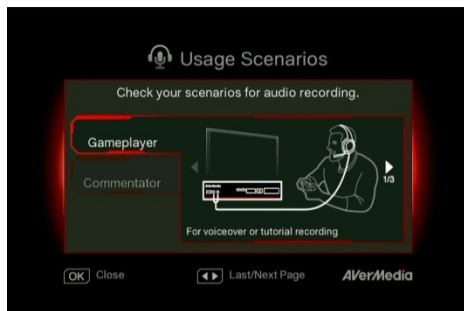 Usage Scenarios
Check your scenarios for audio recording.
Gameplayer
Commentator
1/3
For voiceover or tutorial recording
OK Close
Last/Next Page
AVerMedia